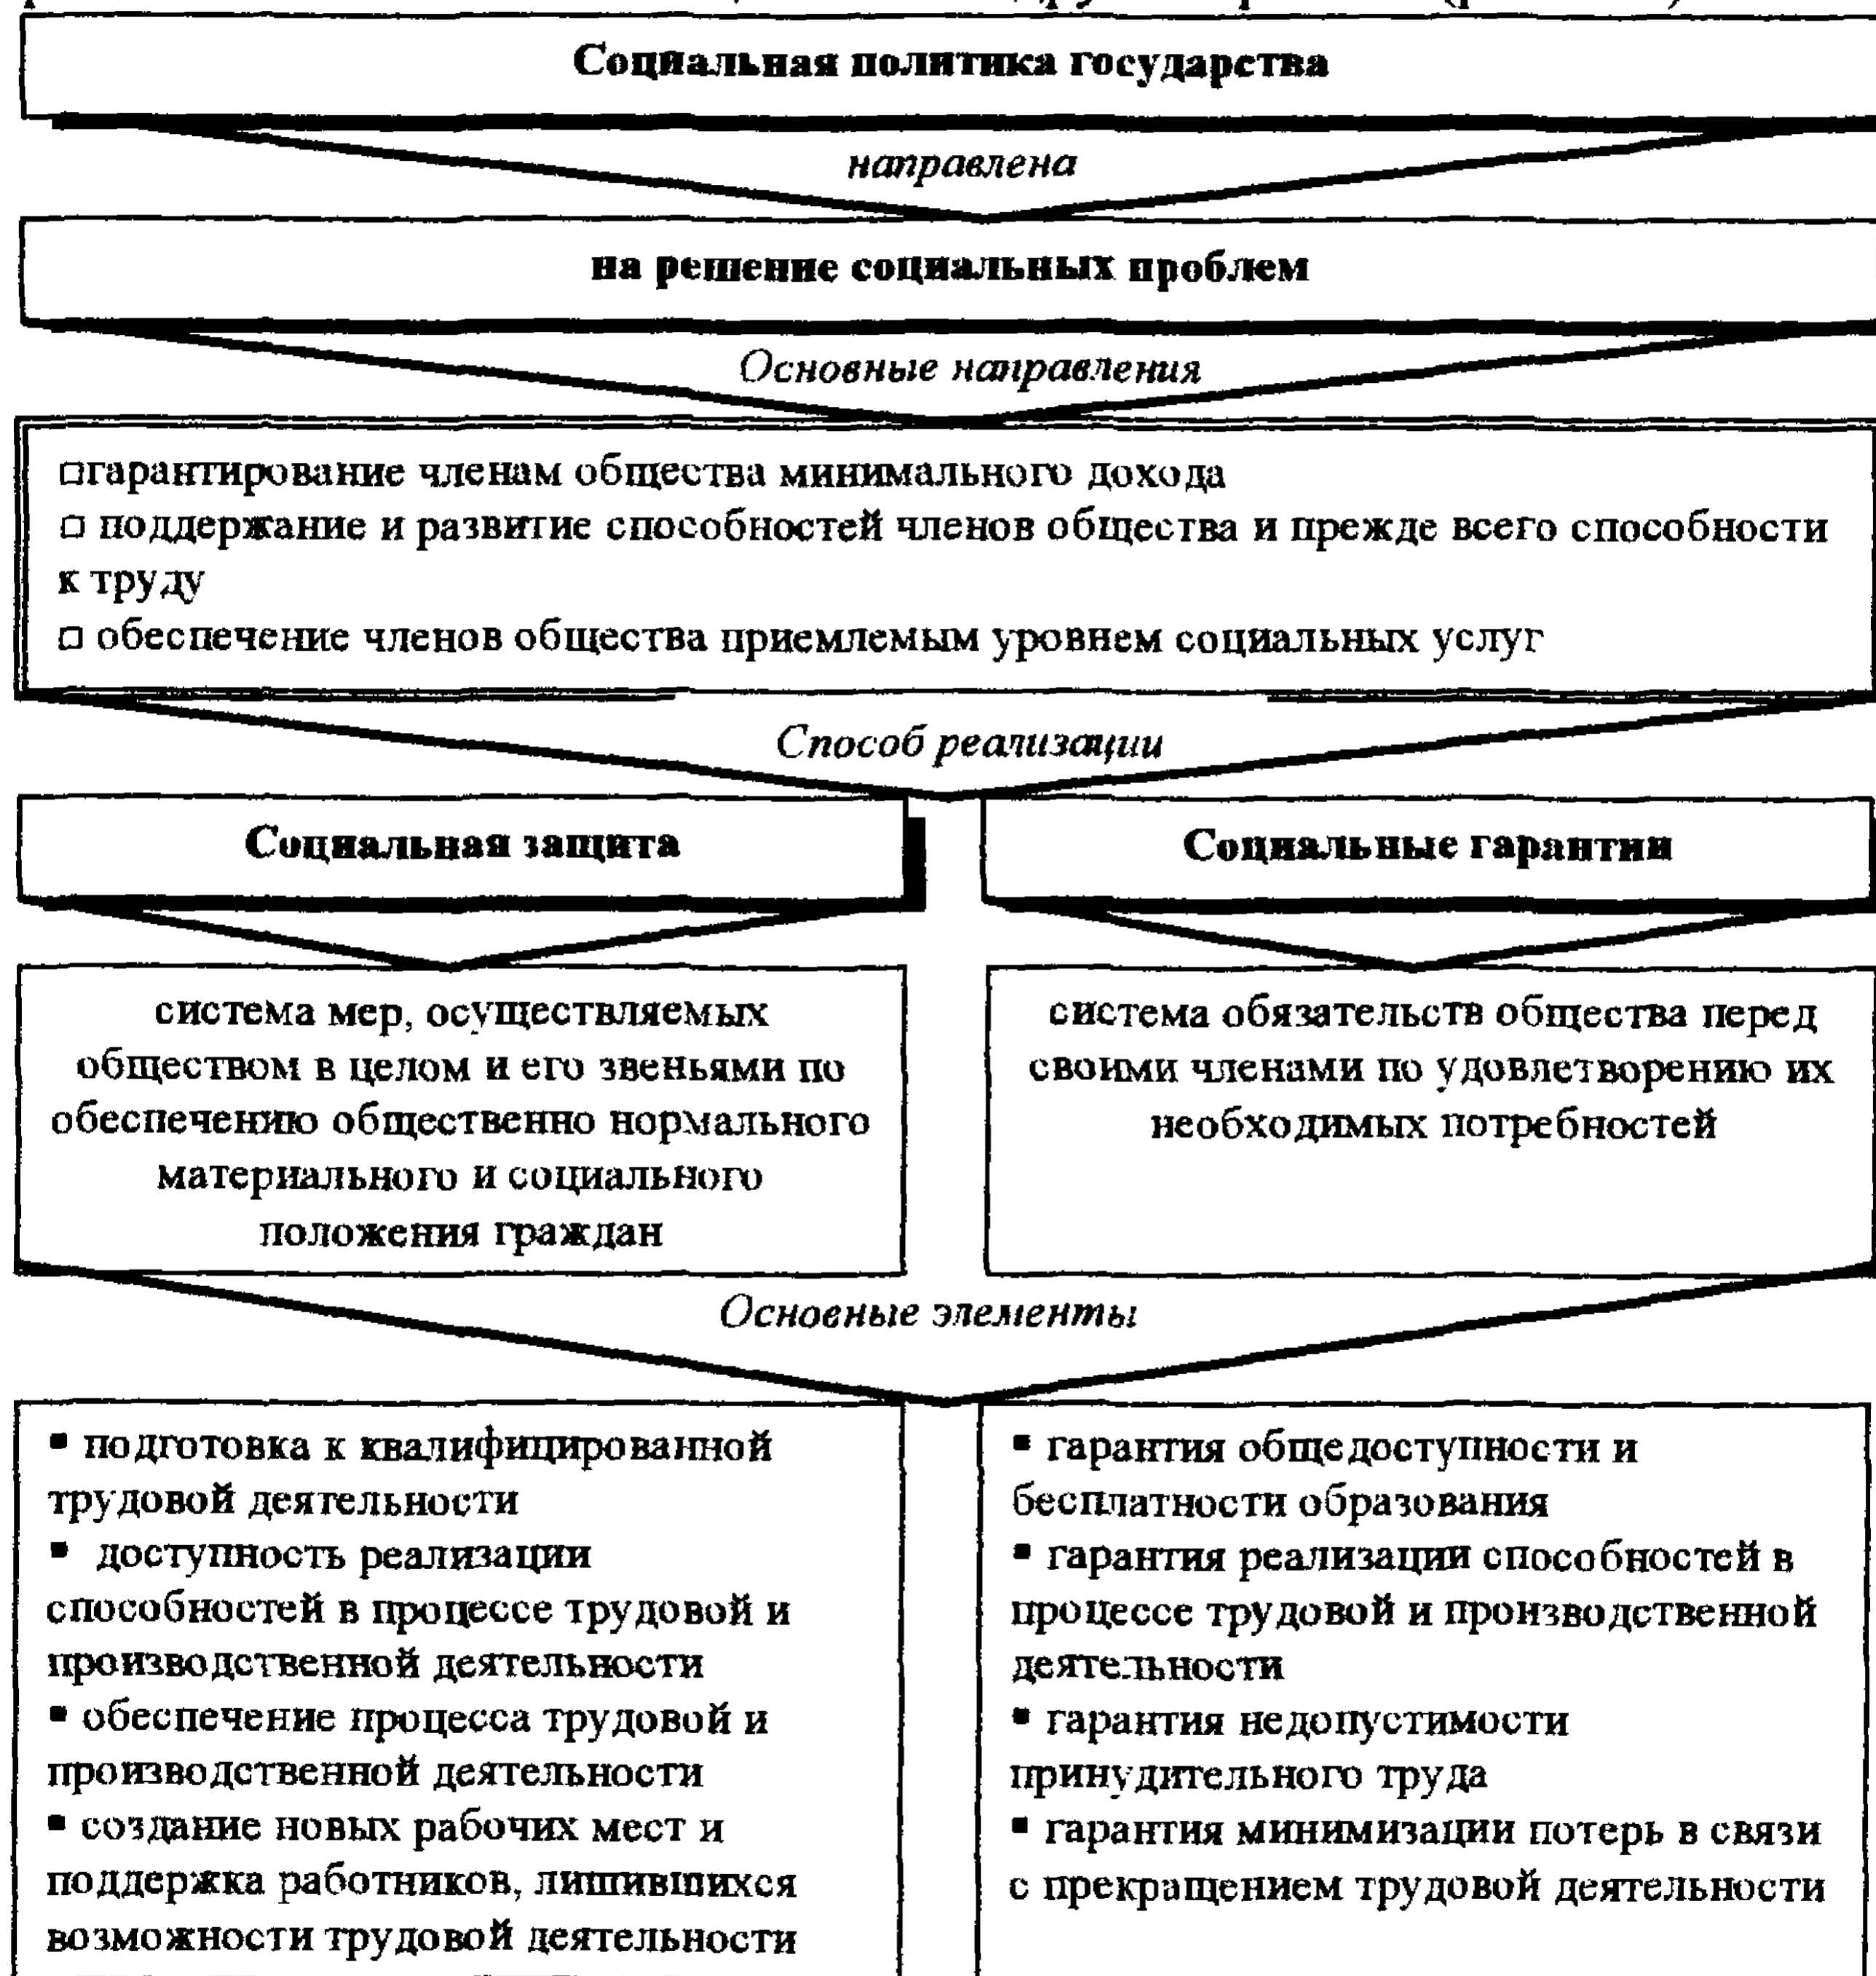 Социальная политика государства
направлена
на решение социальных проблем
Основные направления
□гарантирование членам общества минимального дохода
□ поддержание и развитие способностей членов общества и прежде всего способности
к труду
□ обеспечение членов общества приемлемым уровнем социальных услуг
Способ реализации
Социальная защита
Социальные гарантии
система мер, осуществляемых
обществом в целом и его звеньями по
обеспечению общественно нормального
материального и социального
положения граждан
система обязательств общества перед
своими членами по удовлетворению их
необходимых потребностей
Основные элементы
▪ подготовка к квалифицированной
трудовой деятельности
▪ доступность реализации
способностей в процессе трудовой и
производственной деятельности
▪ обеспечение процесса трудовой и
производственной деятельности
▪ создание новых рабочих мест и
поддержка работников, лишившихся
возможности трудовой деятельности
▪ гарантия общедоступности и
бесплатности образования
▪ гарантия реализации способностей в
процессе трудовой и производственной
деятельности
▪ гарантия недопустимости
принудительного труда
▪ гарантия минимизации потерь в связи
с прекращением трудовой деятельности